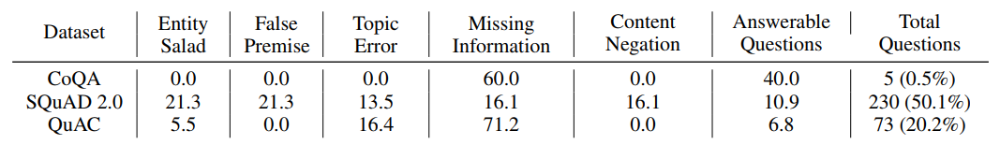 Dataset Entity Salad False Premise Topic Error Missing Information Content Negation Answerable Questions Total Questions
CoQA 0.0 0.0 0.0 60.0 0.0 40.0 5 (0.5%)
SQuAD 2.0 21.3 21.3 13.5 16.1 16.1 10.9 230 (50.1%)
QuAC 5.5 0.0 16.4 71.2 0.0 6.8 73 (20.2%)